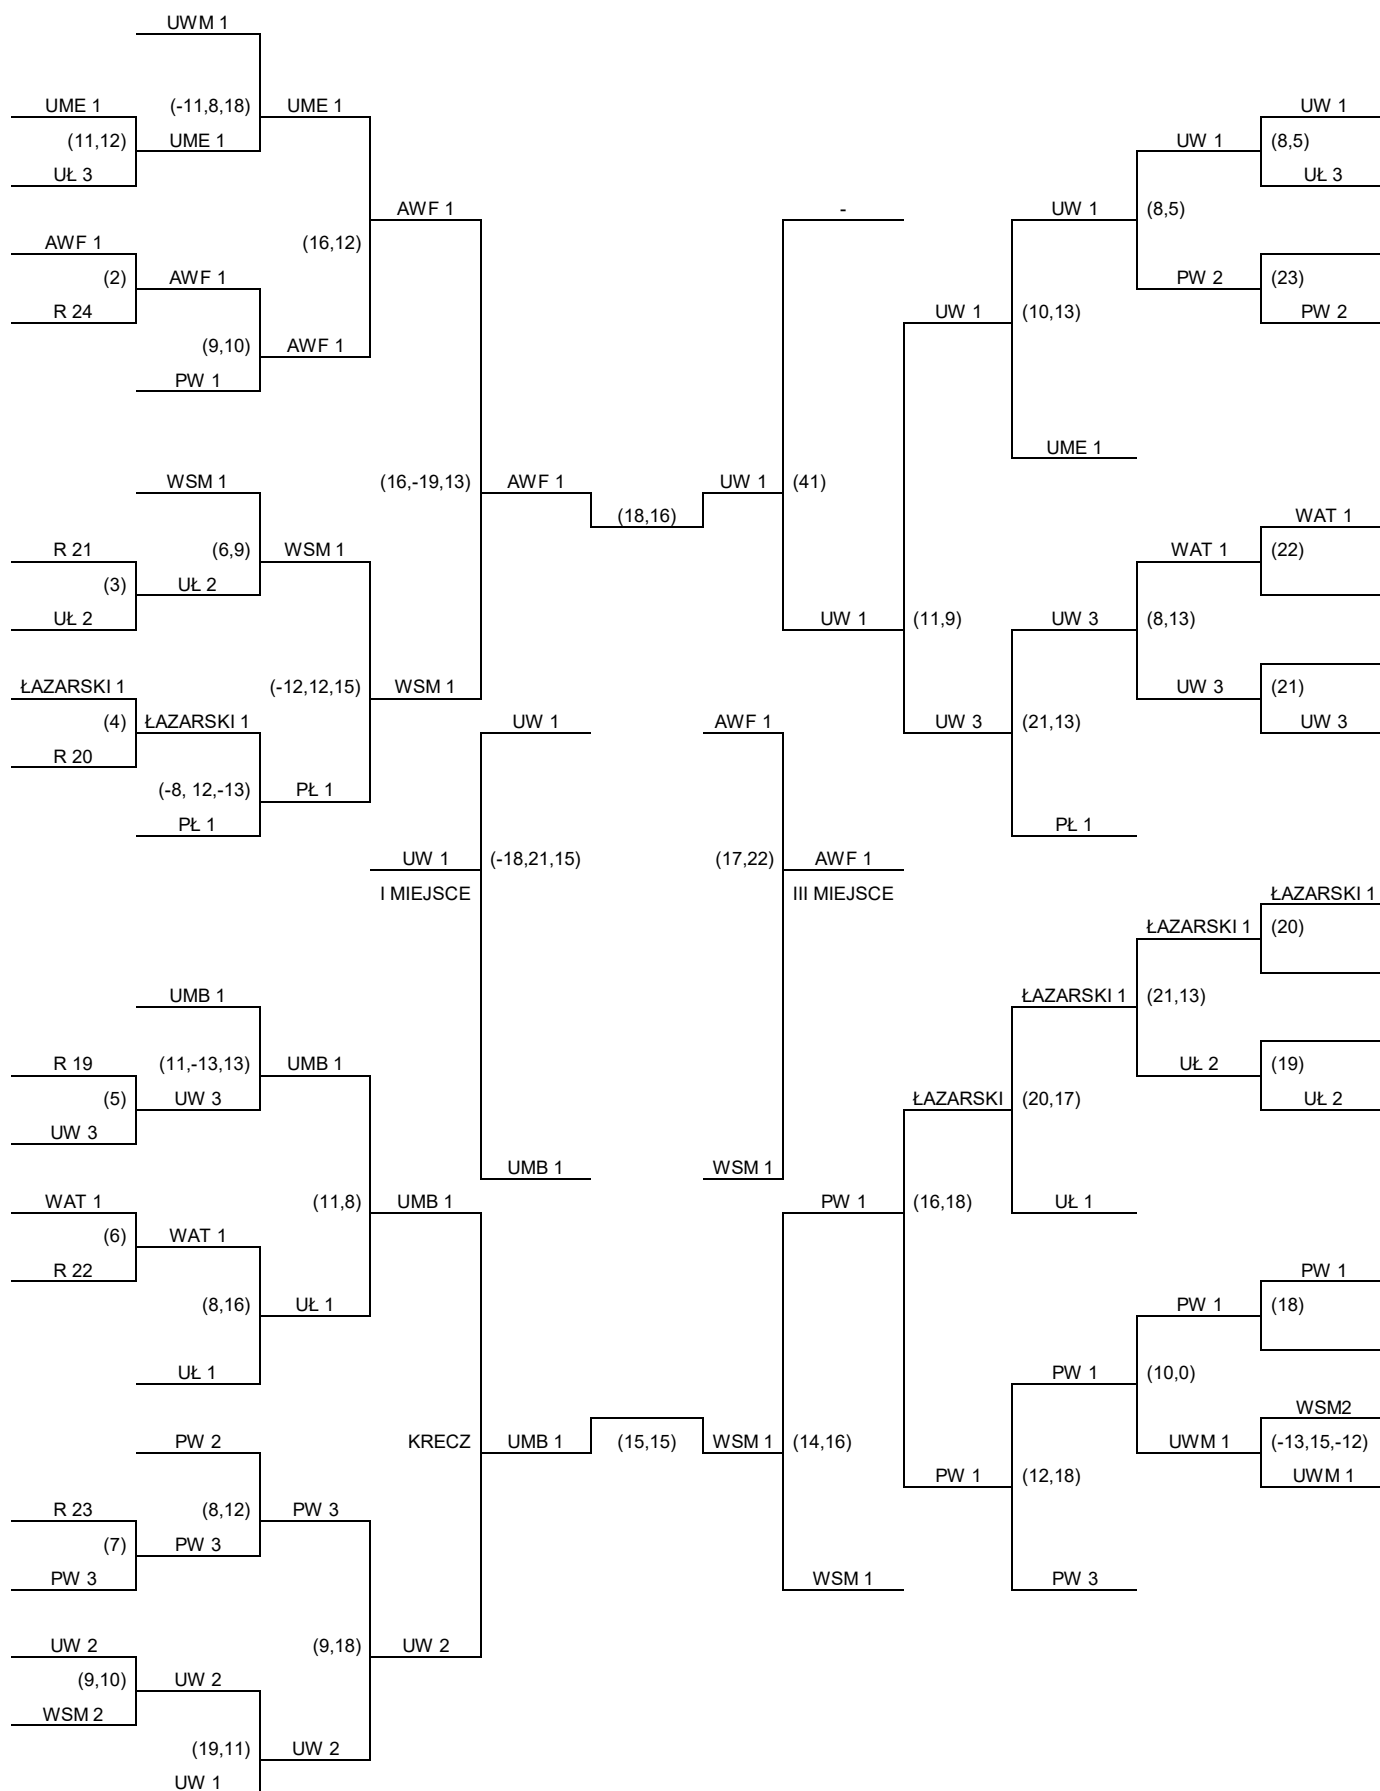 UWM 1
UME 1 (-11,8,18) UME 1 UW 1
(11,12) UME 1 UW 1 (8,5)
UŁ 3 UŁ 3
AWF 1 - UW 1 (8,5)
AWF 1 (16,12)
(2) AWF 1 PW 2 (23)
R 24 UW 1 (10,13) PW 2
(9,10) AWF 1
PW 1
UME 1
WSM 1 (16,-19,13) AWF 1 UW 1 (41)
(18,16) WAT 1
R 21 (6,9) WSM 1 WAT 1 (22)
(3) UŁ 2
UŁ 2 UW 1 (11,9) UW 3 (8,13)
ŁAZARSKI 1 (-12,12,15) WSM 1 UW 3 (21)
(4) ŁAZARSKI 1 UW 1 AWF 1 UW 3 (21,13) UW 3
R 20
(-8, 12,-13) PŁ 1
PŁ 1 PŁ 1
UW 1 (-18,21,15) (17,22) AWF 1
I MIEJSCE III MIEJSCE ŁAZARSKI 1
ŁAZARSKI 1 (20)
UMB 1 ŁAZARSKI 1 (21,13)
R 19 (11,-13,13) UMB 1 UŁ 2 (19)
(5) UW 3 ŁAZARSKI (20,17) UŁ 2
UW 3
UMB 1 WSM 1
WAT 1 (11,8) UMB 1 PW 1 (16,18) UŁ 1
(6) WAT 1
R 22 PW 1
(8,16) UŁ 1 PW 1 (18)
UŁ 1 PW 1 (10,0)
WSM2
PW 2 KRECZ UMB 1 (15,15) WSM 1 (14,16) UWM 1 (-13,15,-12)
PW 1 (12,18) UWM 1
R 23 (8,12) PW 3
(7) PW 3
PW 3 WSM 1 PW 3
UW 2 (9,18) UW 2
(9,10) UW 2
WSM 2
(19,11) UW 2
UW 1